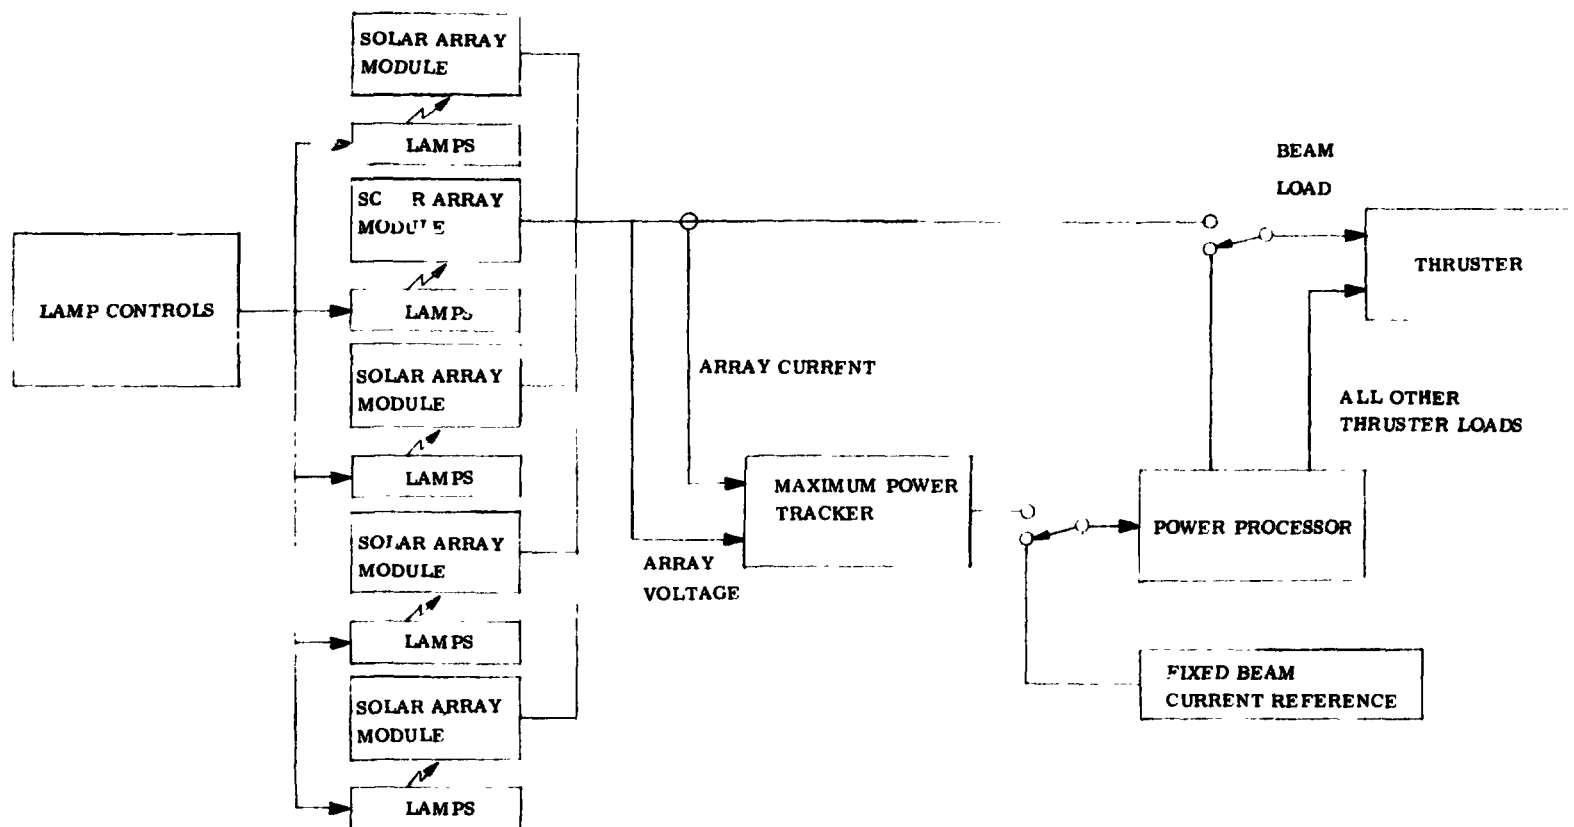 SOLAR ARRAY
MODULE
LAMPS
ARRAY
MODULE
LAMPS
SOLAR ARRAY
MODULE
LAMPS
SOLAR ARRAY
MODULE
LAMPS
SOLAR ARRAY
MODULE
LAMPS
LAMP CONTROLS
ARRAY CURRENT
ARRAY
VOLTAGE
MAXIMUM POWER
TRACKER
BEAM
LOAD
THRUSTER
ALL OTHER
THRUSTER LOADS
POWER PROCESSOR
FIXED BEAM
CURRENT REFERENCE